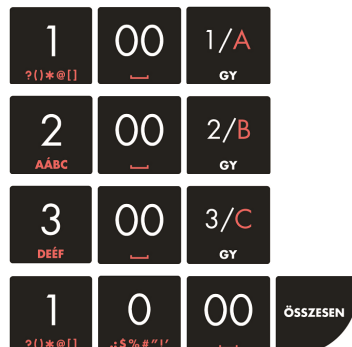 1 00 1/A
?()*@[] GY
2 00 2/B
AÁBC GY
3 00 3/C
DEÉF GY
1 0 00 ÖSSZESEN
?()*@[] .:$%#"!'